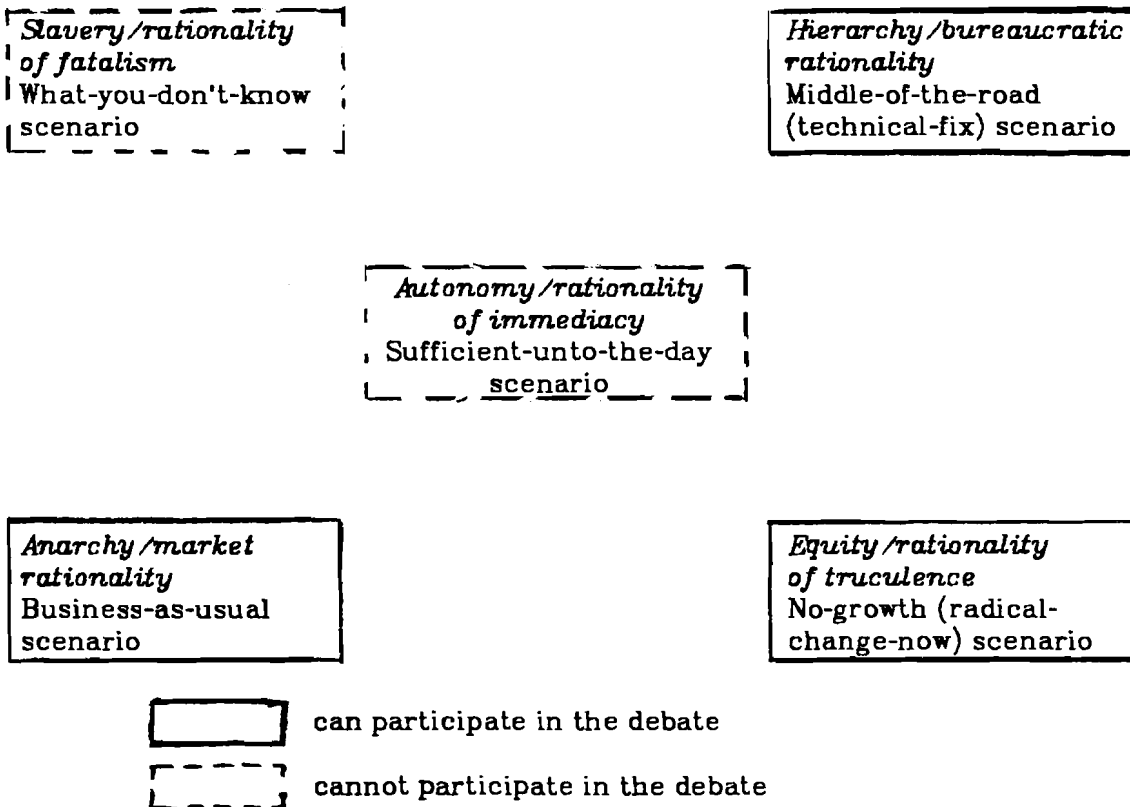 Slavery/rationality
of fatalism
What-you-don't-know
scenario
Hierarchy/bureaucratic
rationality
Middle-of-the-road
(technical-fix) scenario
Autonomy/rationality
of immediacy
Sufficient-unto-the-day
scenario
Anarchy/market
rationality
Business-as-usual
scenario
Equity/rationality
of truculence
No-growth (radical-
change-now) scenario
can participate in the debate
cannot participate in the debate